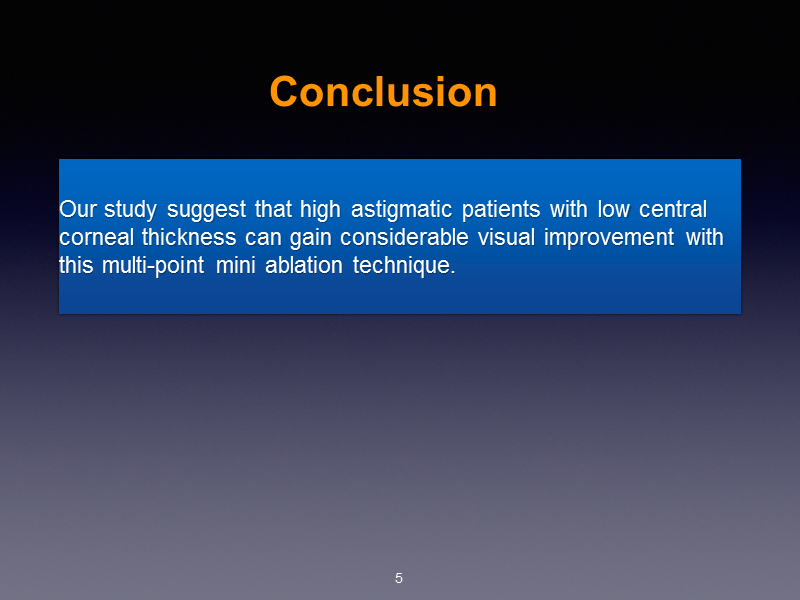 Conclusion
Our study suggest that high astigmatic patients with low central
corneal thickness can gain considerable visual improvement with
this multi-point mini ablation technique.
5